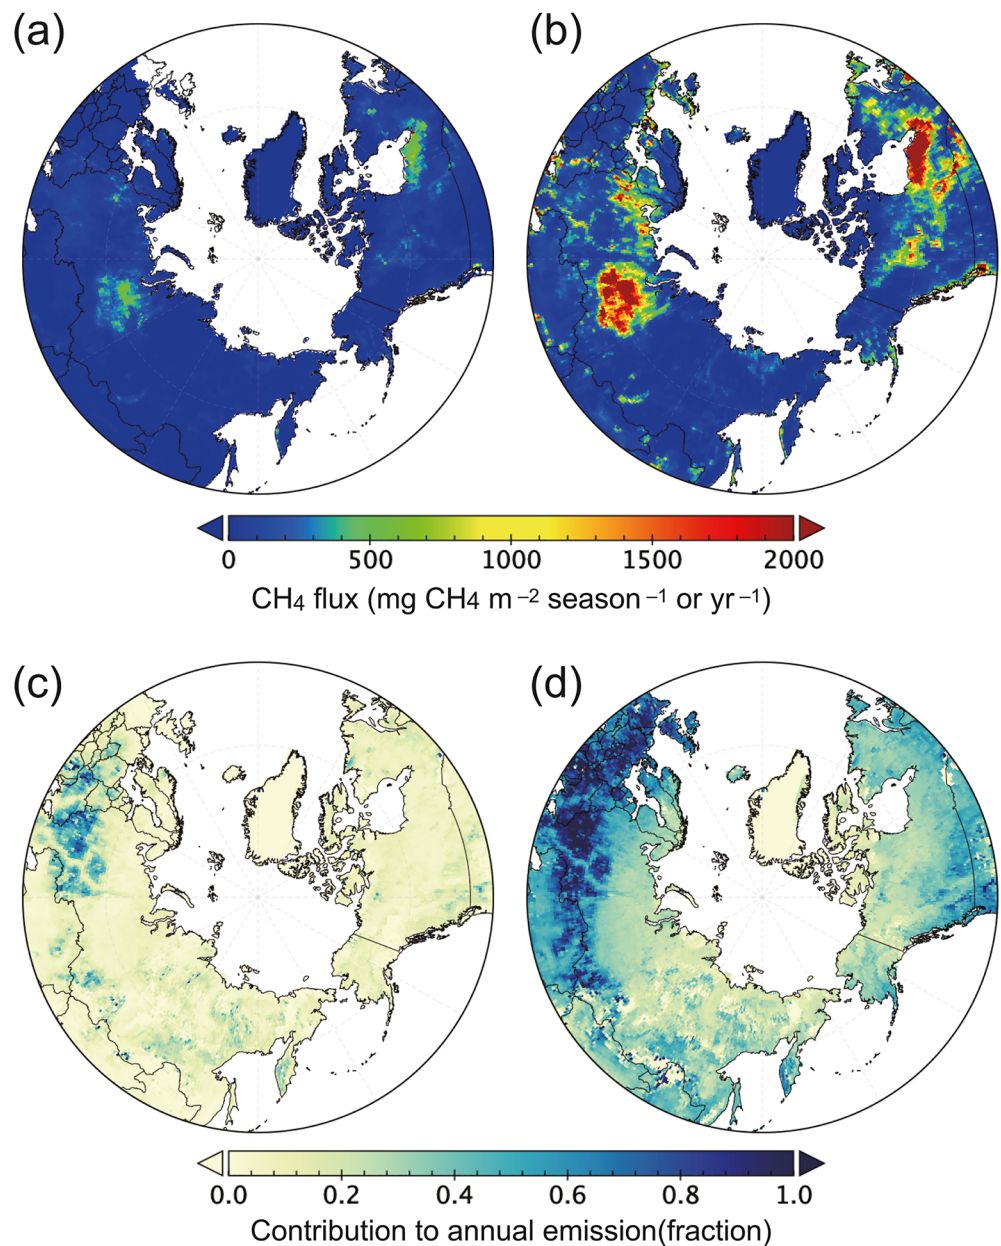 (a) (b)
0 500 1000 1500 2000
CH₄ flux (mg CH₄ m⁻² season⁻¹ or yr⁻¹)
(c) (d)
0.0 0.2 0.4 0.6 0.8 1.0
Contribution to annual emission(fraction)